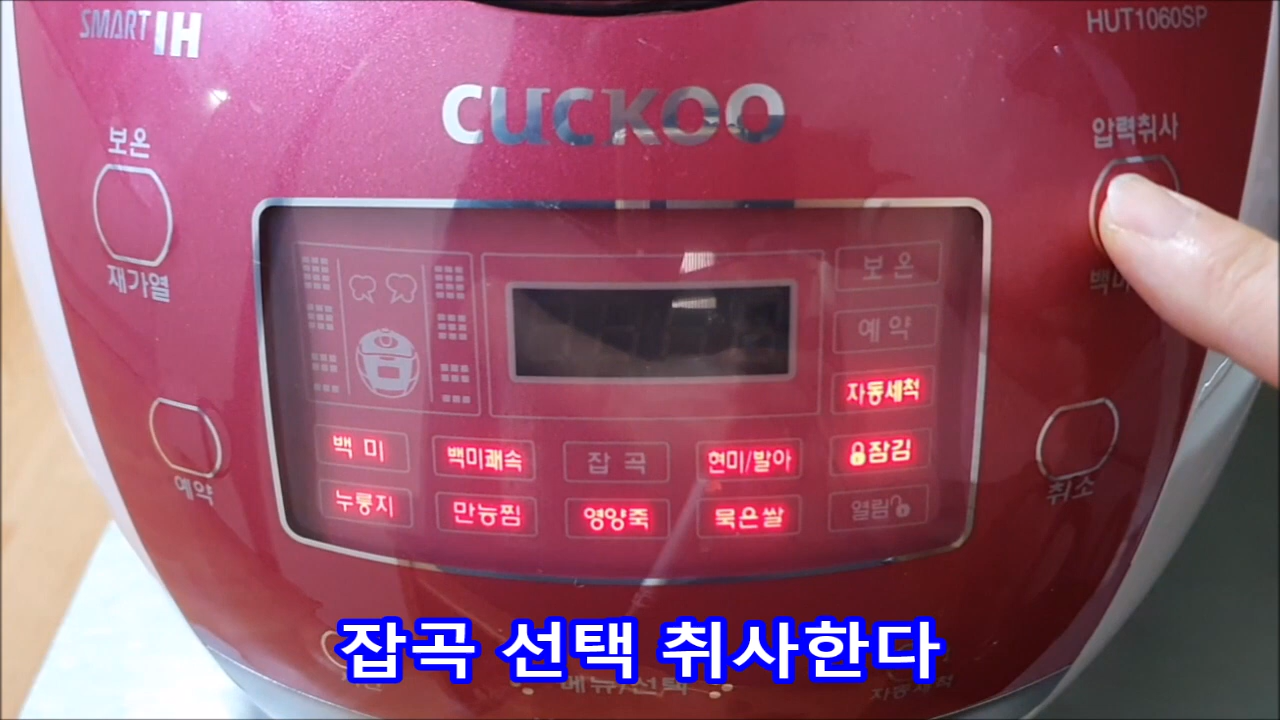 SMART IH
HUT1060SP
CUCKOO
보온
압력취사
재가열
보온
예약
자동세척
백미 백미쾌속 잡곡 현미/발아 잠김
누룽지 만능찜 영양죽 묵은쌀 열림
예약
취소
잡곡 선택 취사한다
메뉴/선택
자동세척